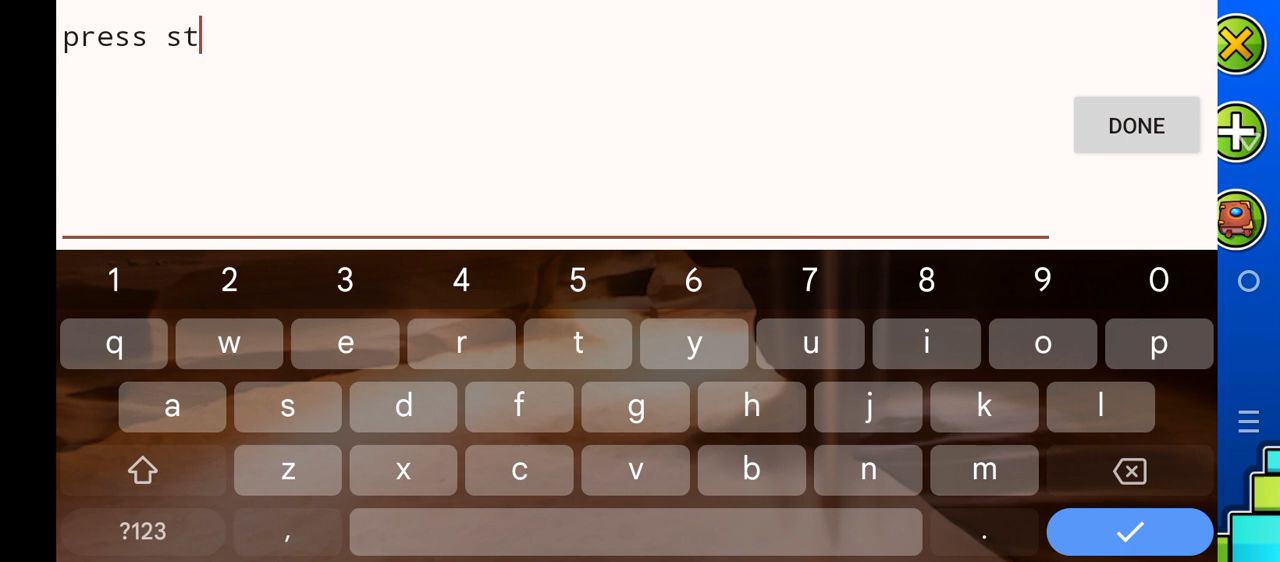 press st
DONE
1 2 3 4 5 6 7 8 9 0
q w e r t y u i o p
a s d f g h j k l
z x c v b n m
?123 , .